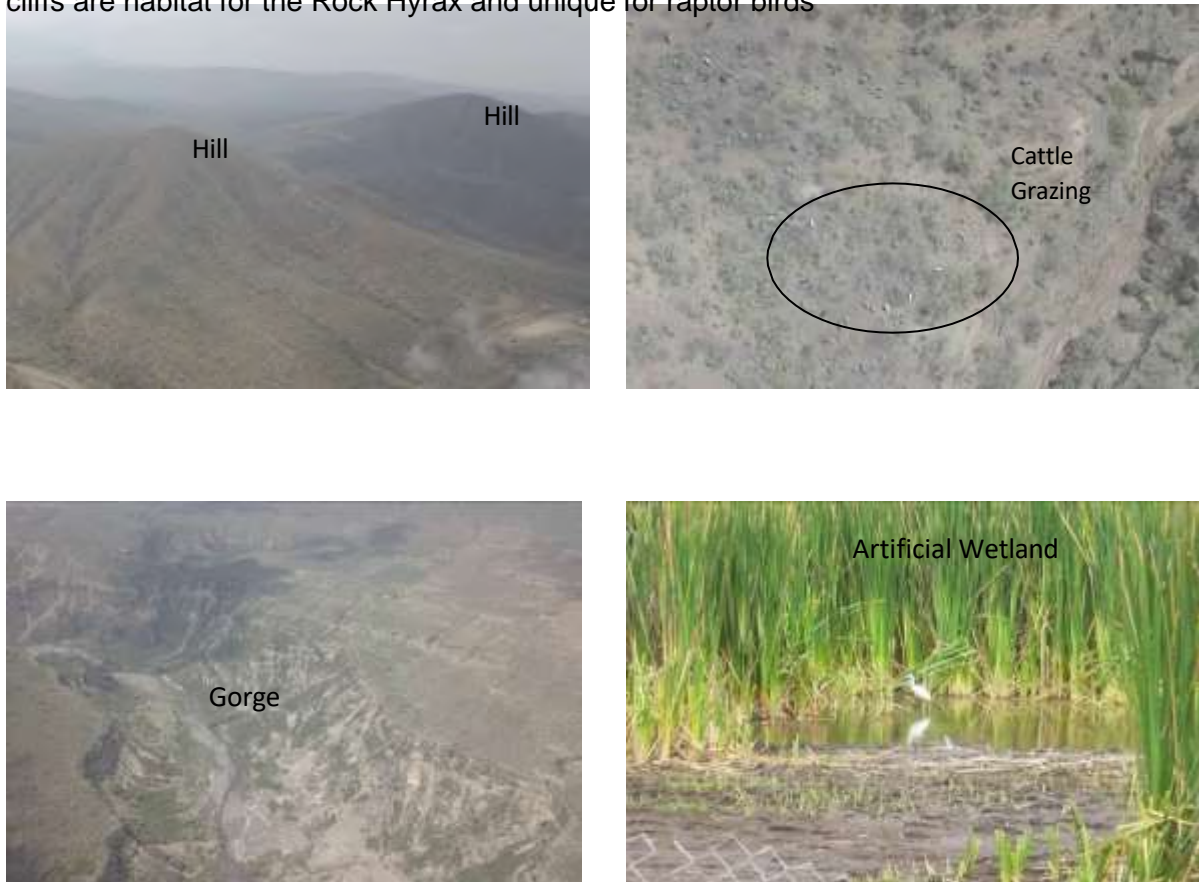 cliffs are habitat for the Rock Hyrax and unique for raptor birds
Hill
Hill
Cattle
Grazing
Gorge
Artificial Wetland